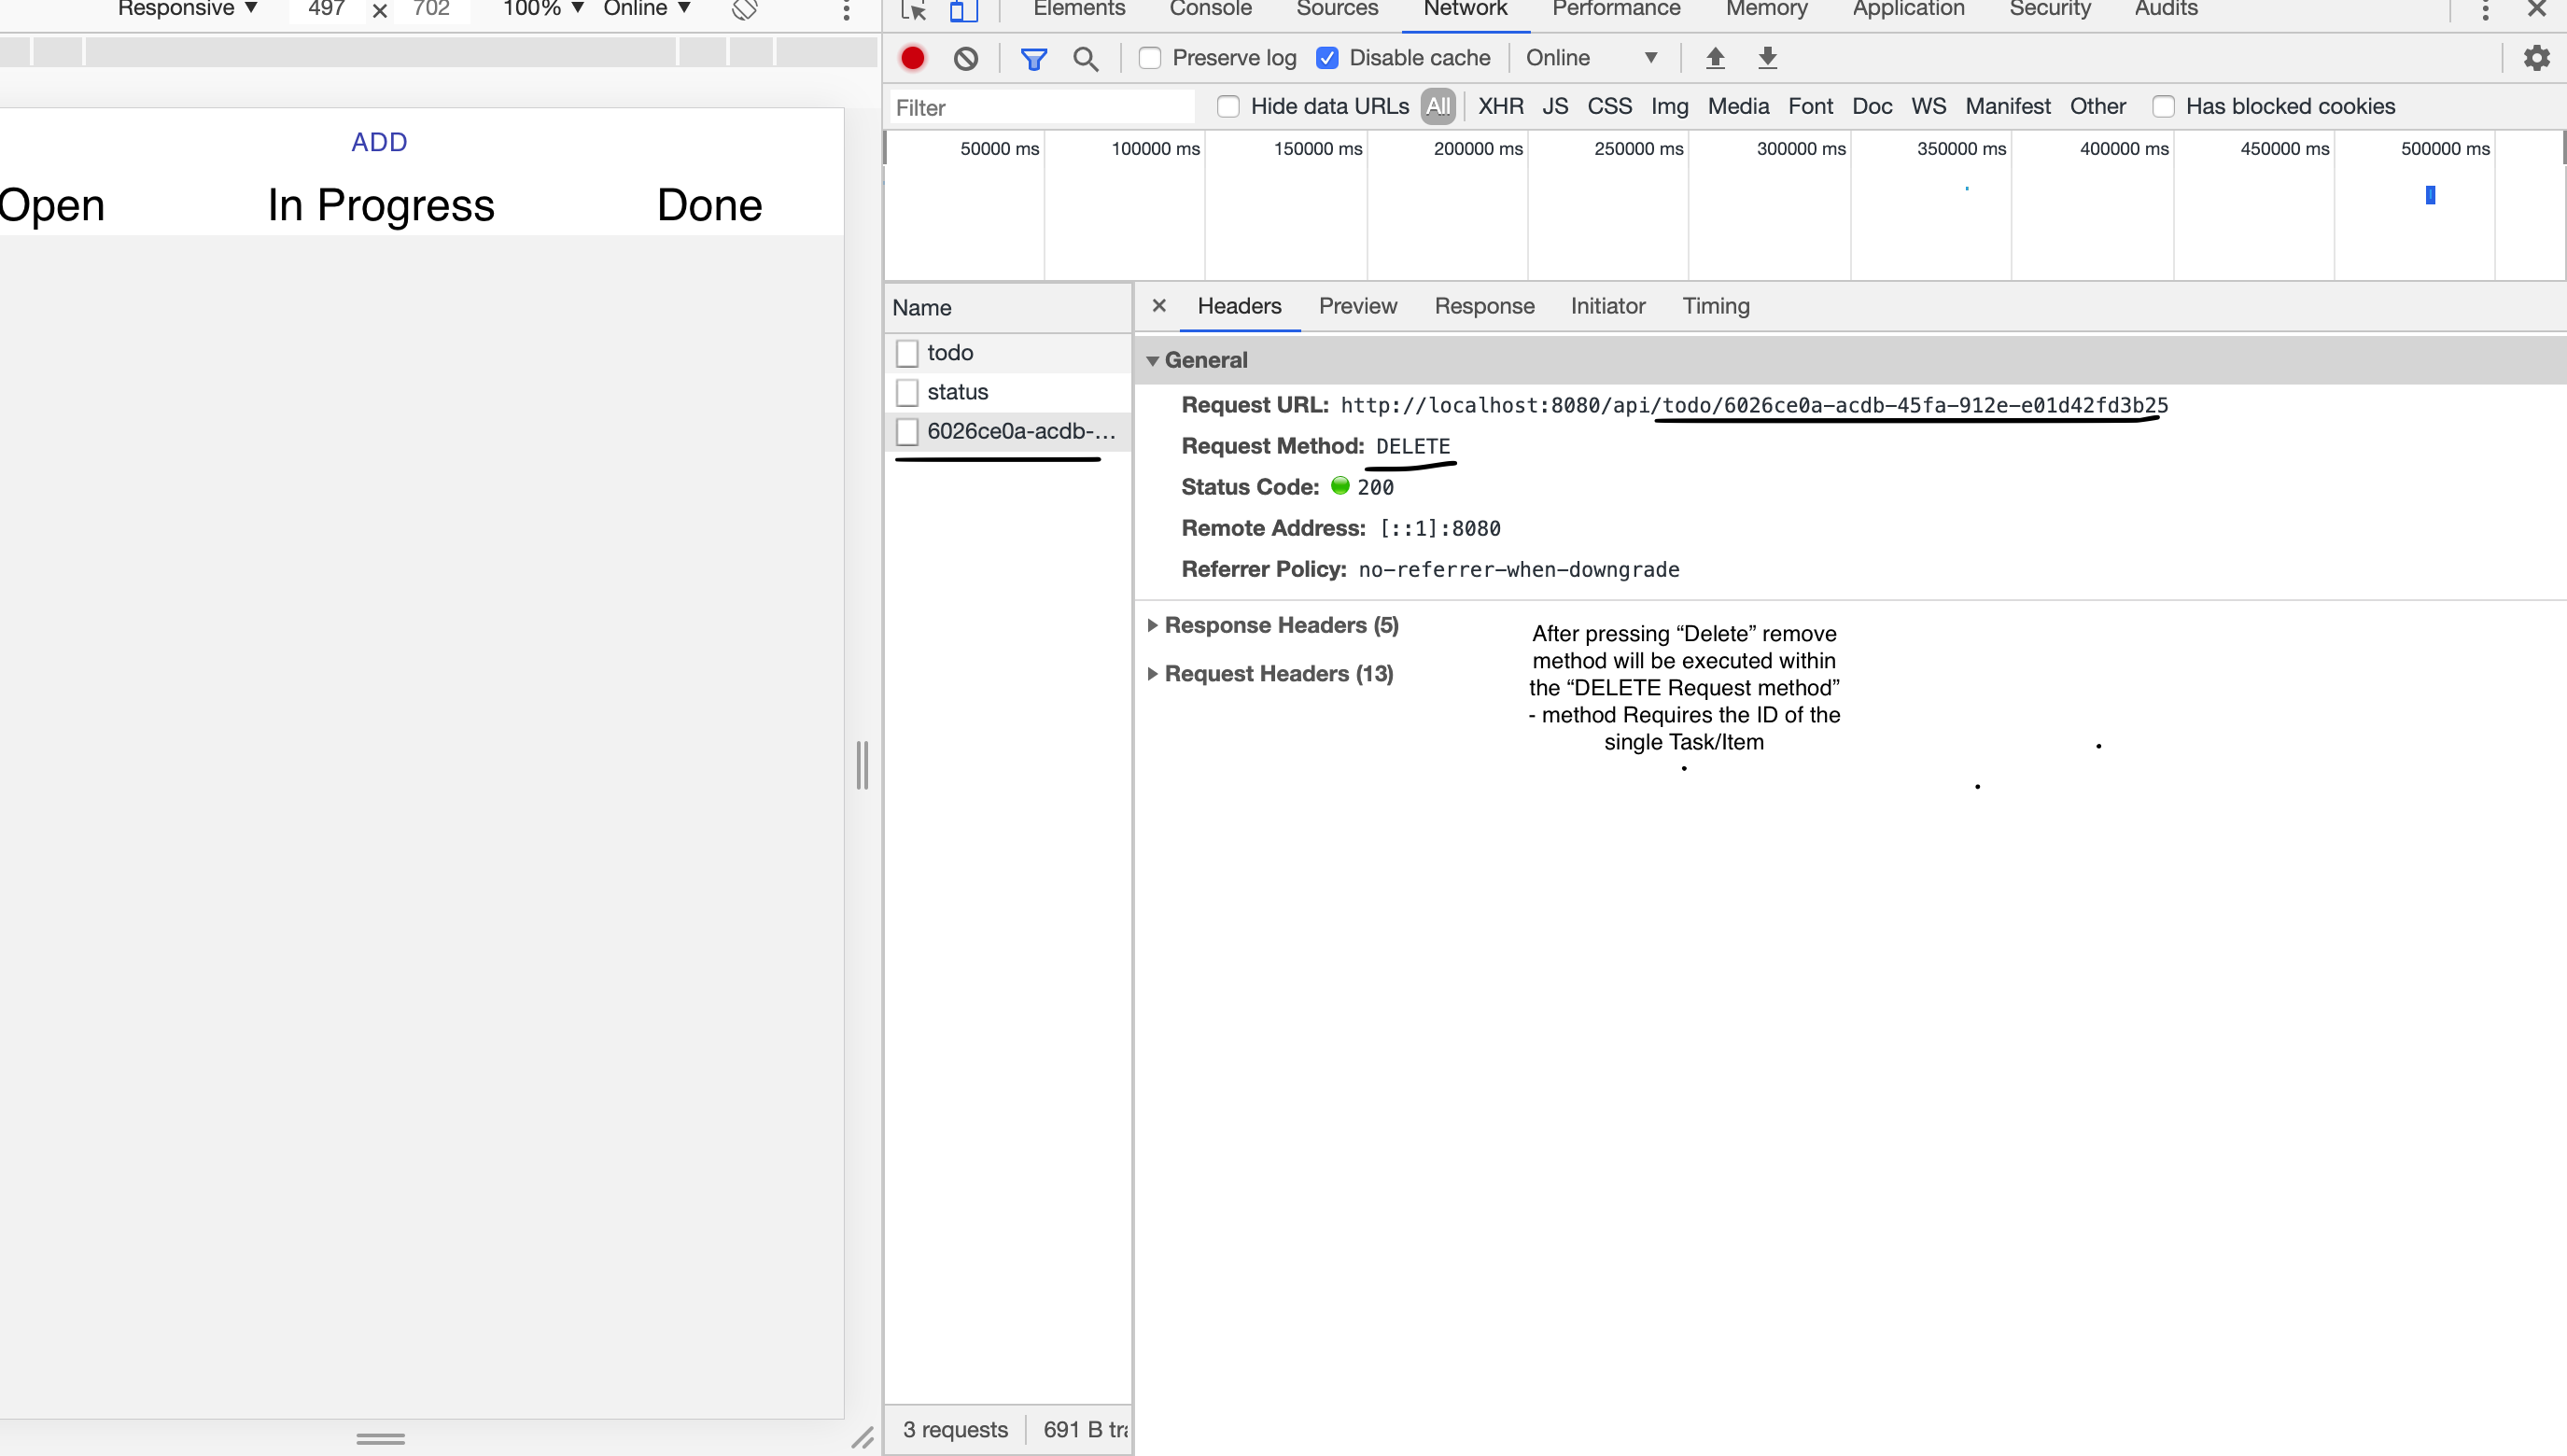 Responsive ▼ 497 × 702 100% ▼ Online ▼
Elements Console Sources Network Performance Memory Application Security Audits
Preserve log Disable cache Online ▼
Filter Hide data URLs All XHR JS CSS Img Media Font Doc WS Manifest Other Has blocked cookies
50000 ms 100000 ms 150000 ms 200000 ms 250000 ms 300000 ms 350000 ms 400000 ms 450000 ms 500000 ms
ADD
Open In Progress Done
Name
todo
status
6026ce0a-acdb-...
3 requests 691 B
Headers Preview Response Initiator Timing
General
Request URL: http://localhost:8080/api/todo/6026ce0a-acdb-45fa-912e-e01d42fd3b25
Request Method: DELETE
Status Code: 200
Remote Address: [::1]:8080
Referrer Policy: no-referrer-when-downgrade
Response Headers (5)
Request Headers (13)
After pressing “Delete” remove
method will be executed within
the “DELETE Request method”
- method Requires the ID of the
single Task/Item